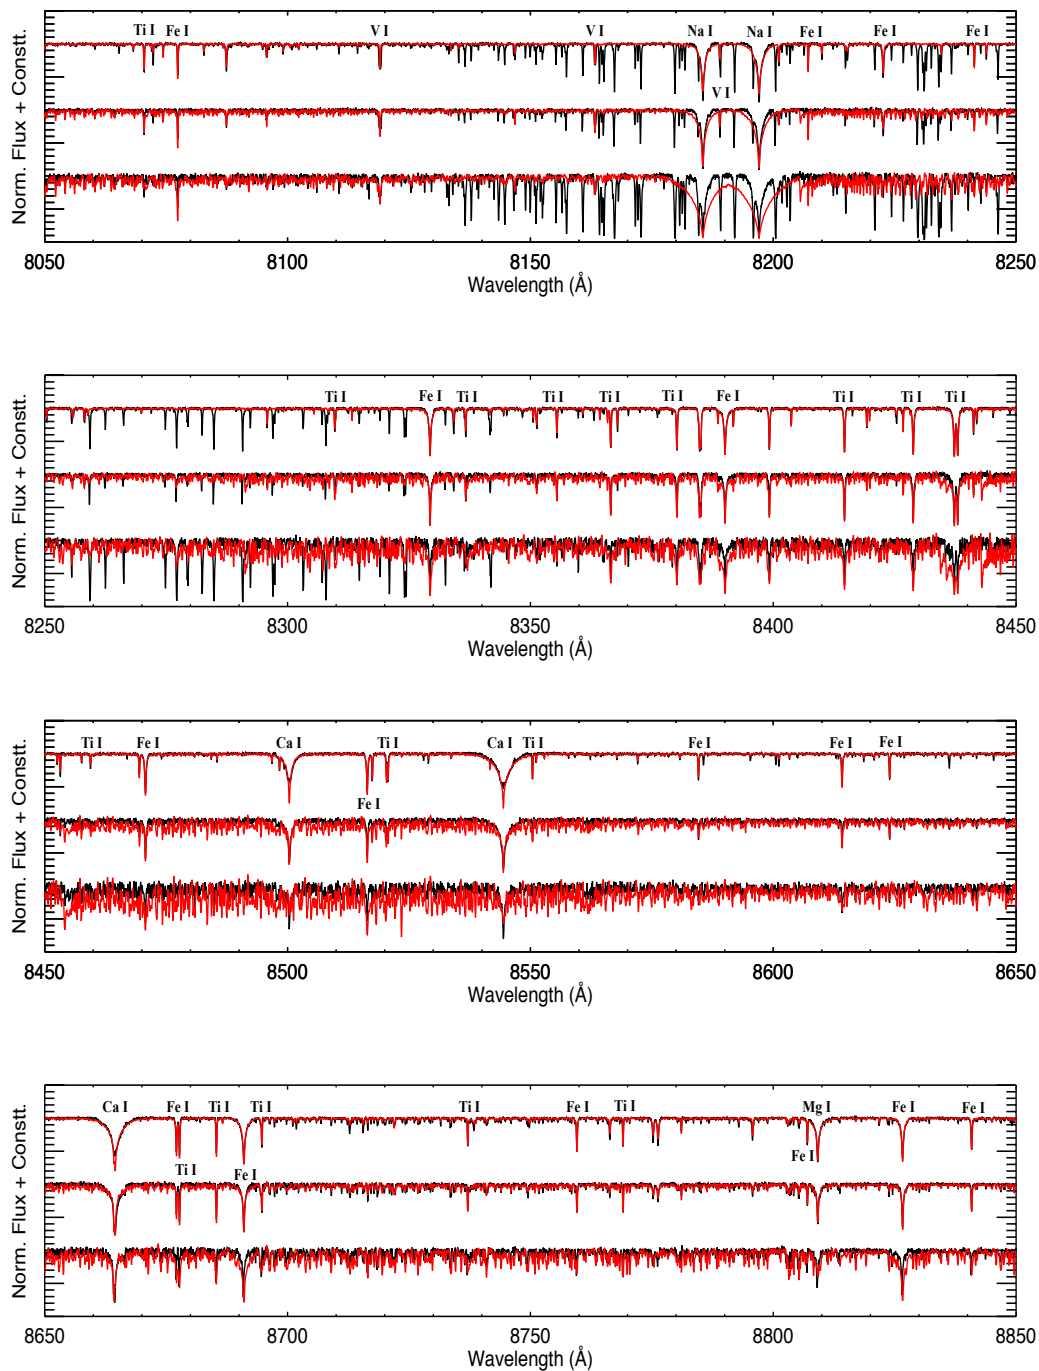 Ti I Fe I V I V I Na I Na I Fe I Fe I Fe I
V I
Norm. Flux + Constt.
8050 8100 8150 8200 8250
Wavelength (Å)
Ti I Fe I Ti I Ti I Ti I Ti I Fe I Ti I Ti I Ti I
Norm. Flux + Constt.
8250 8300 8350 8400 8450
Wavelength (Å)
Ti I Fe I Ca I Ti I Ca I Ti I Fe I Fe I Fe I
Fe I
Norm. Flux + Constt.
8450 8500 8550 8600 8650
Wavelength (Å)
Ca I Fe I Ti I Ti I Ti I Fe I Ti I Mg I Fe I Fe I
Ti I Fe I Fe I
Norm. Flux + Constt.
8650 8700 8750 8800 8850
Wavelength (Å)